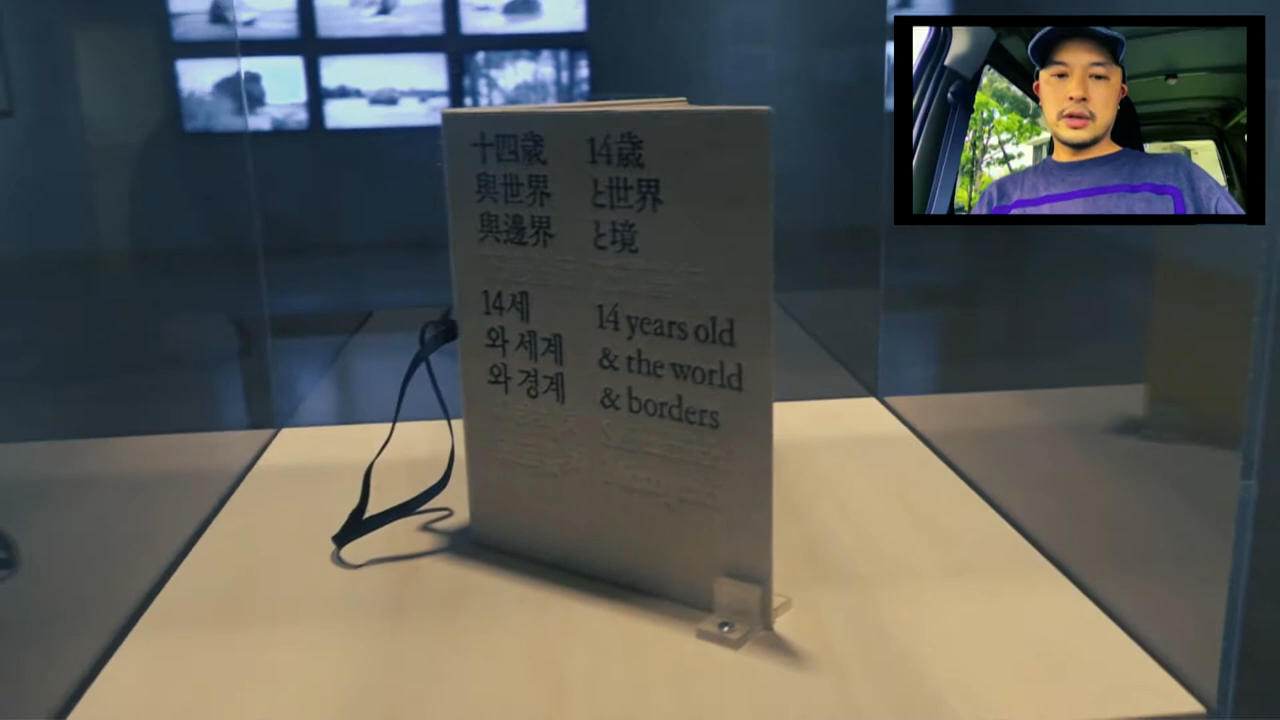 十四歲
與世界
與邊界
14歳
と世界
と境
14세
와 세계
와 경계
14 years old
& the world
& borders